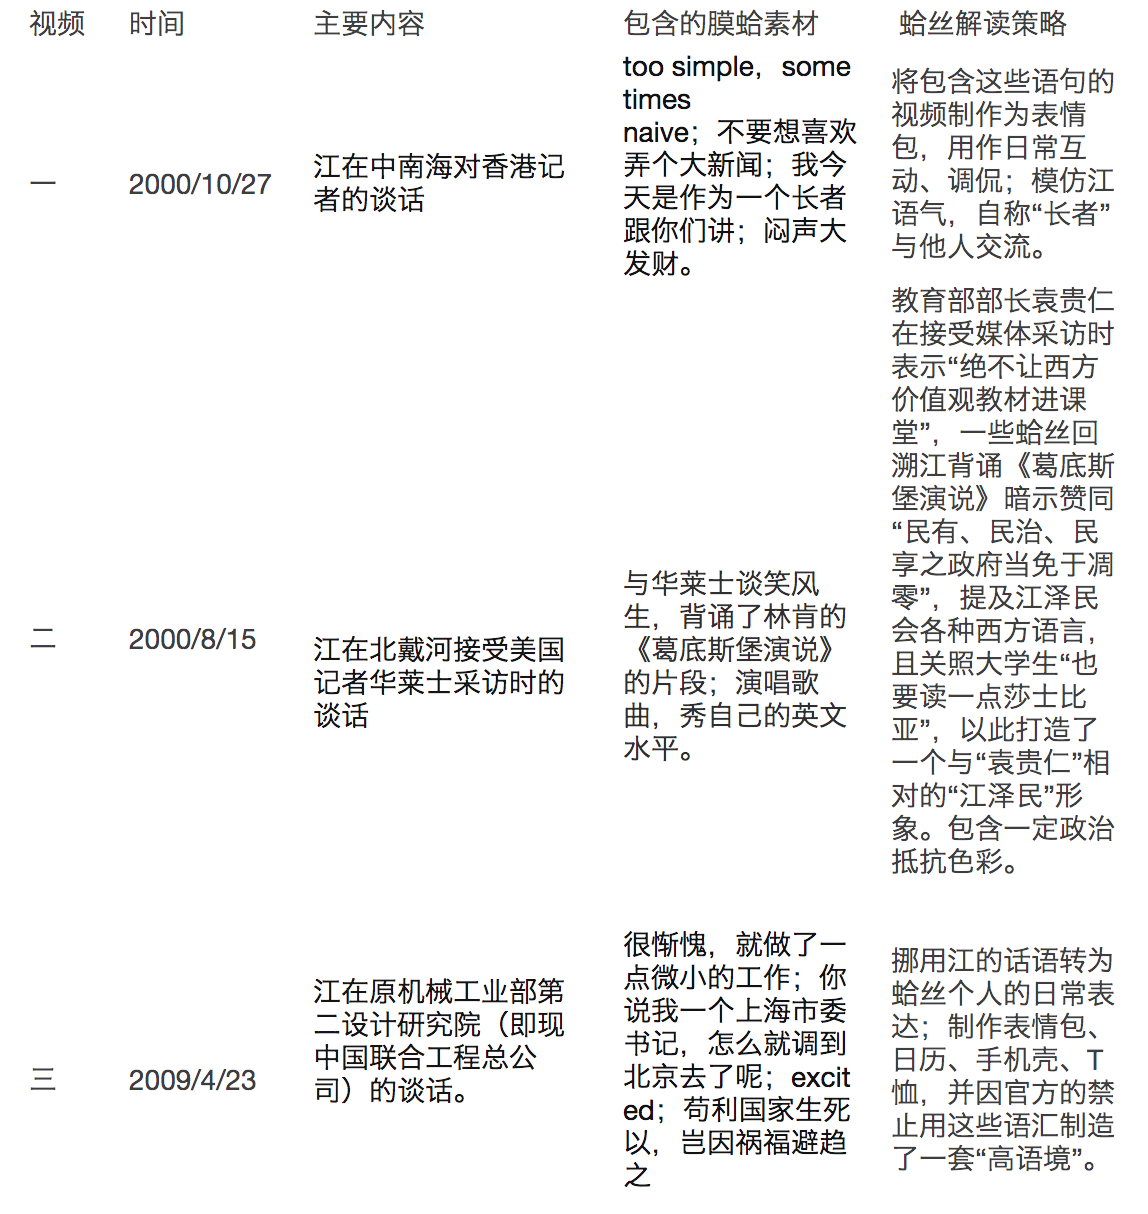 视频
时间
主要内容
包含的膜蛤素材
蛤丝解读策略
一
2000/10/27
江在中南海对香港记
者的谈话
too simple，some
times
naive；不要想喜欢
弄个大新闻；我今
天是作为一个长者
跟你们讲；闷声大
发财。
将包含这些语句的
视频制作为表情
包，用作日常互
动、调侃；模仿江
语气，自称“长者”
与他人交流。
二
2000/8/15
江在北戴河接受美国
记者华莱士采访时的
谈话
与华莱士谈笑风
生，背诵了林肯的
《葛底斯堡演说》
的片段；演唱歌
曲，秀自己的英文
水平。
教育部部长袁贵仁
在接受媒体采访时
表示“绝不让西方
价值观教材进课
堂”，一些蛤丝回
溯江背诵《葛底斯
堡演说》暗示赞同
“民有、民治、民
享之政府当免于凋
零”，提及江泽民
会各种西方语言，
且关照大学生“也
要读一点莎士比
亚”，以此打造了
一个与“袁贵仁”相
对的“江泽民”形
象。包含一定政治
抵抗色彩。
三
2009/4/23
江在原机械工业部第
二设计研究院（即现
中国联合工程总公
司）的谈话。
很惭愧，就做了一
点微小的工作；你
说我一个上海市委
书记，怎么就调到
北京去了呢；excit
ed；苟利国家生死
以，岂因祸福避趋
之
挪用江的话语转为
蛤丝个人的日常表
达；制作表情包、
日历、手机壳、T
恤，并因官方的禁
止用这些语汇制造
了一套“高语境”。